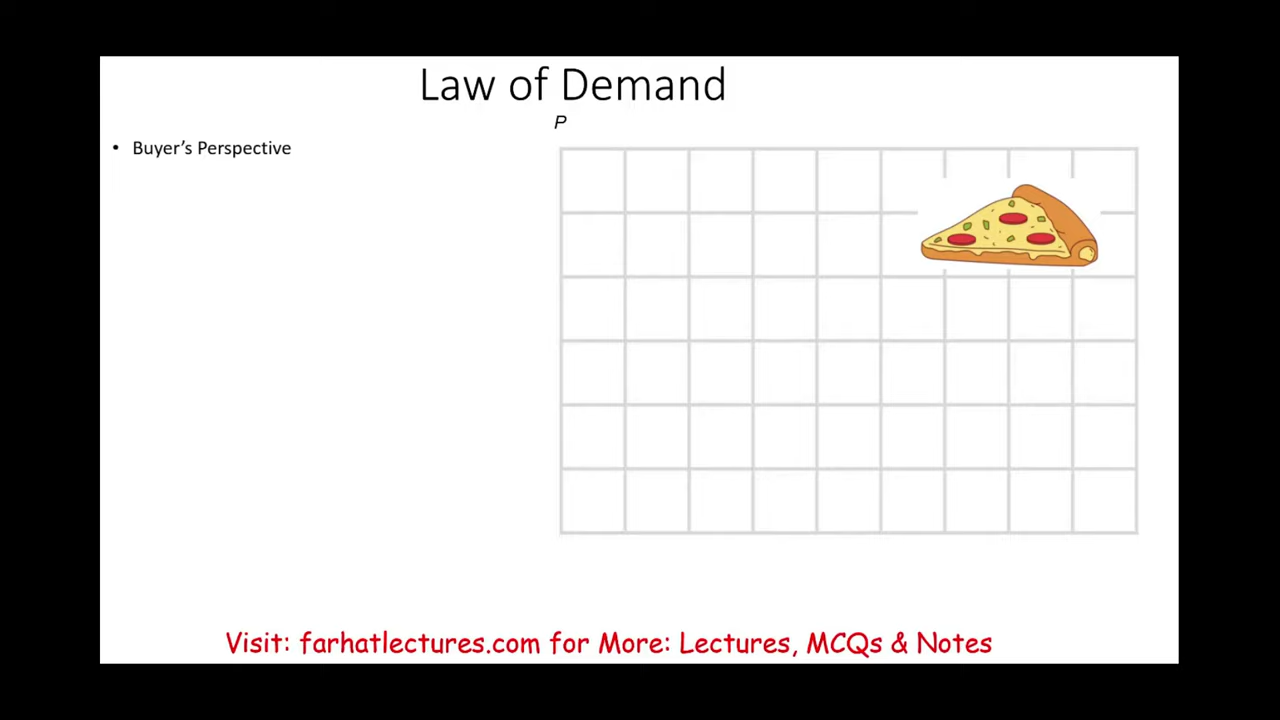 Law of Demand
P
• Buyer’s Perspective
Visit: farhatlectures.com for More: Lectures, MCQs & Notes